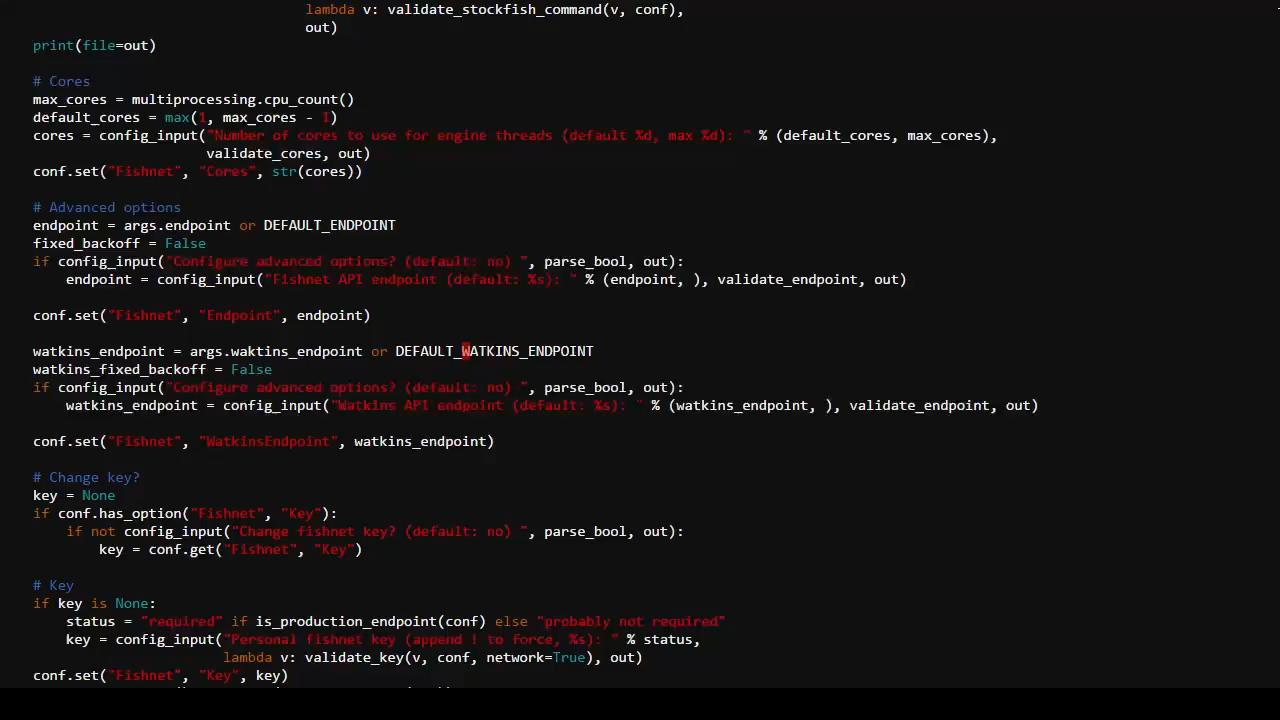 lambda v: validate_stockfish_command(v, conf),
out)
print(file=out)
# Cores
max_cores = multiprocessing.cpu_count()
default_cores = max(1, max_cores - 1)
cores = config_input("Number of cores to use for engine threads (default %d, max %d): " % (default_cores, max_cores),
validate_cores, out)
conf.set("Fishnet", "Cores", str(cores))
# Advanced options
endpoint = args.endpoint or DEFAULT_ENDPOINT
fixed_backoff = False
if config_input("Configure advanced options? (default: no) ", parse_bool, out):
endpoint = config_input("Fishnet API endpoint (default: %s): " % (endpoint, ), validate_endpoint, out)
conf.set("Fishnet", "Endpoint", endpoint)
watkins_endpoint = args.waktins_endpoint or DEFAULT_WATKINS_ENDPOINT
watkins_fixed_backoff = False
if config_input("Configure advanced options? (default: no) ", parse_bool, out):
watkins_endpoint = config_input("Watkins API endpoint (default: %s): " % (watkins_endpoint, ), validate_endpoint, out)
conf.set("Fishnet", "WatkinsEndpoint", watkins_endpoint)
# Change key?
key = None
if conf.has_option("Fishnet", "Key"):
if not config_input("Change fishnet key? (default: no) ", parse_bool, out):
key = conf.get("Fishnet", "Key")
# Key
if key is None:
status = "required" if is_production_endpoint(conf) else "probably not required"
key = config_input("Personal fishnet key (append ! to force, %s): " % status,
lambda v: validate_key(v, conf, network=True), out)
conf.set("Fishnet", "Key", key)